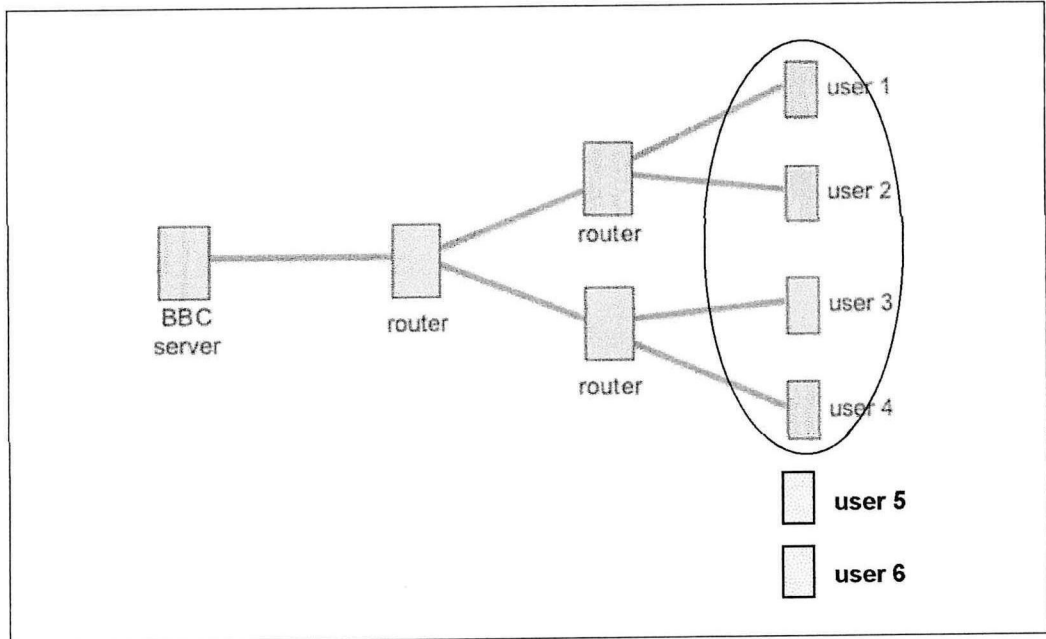 user 1
user 2
router
BBC
server
router
user 3
router
user 4
user 5
user 6